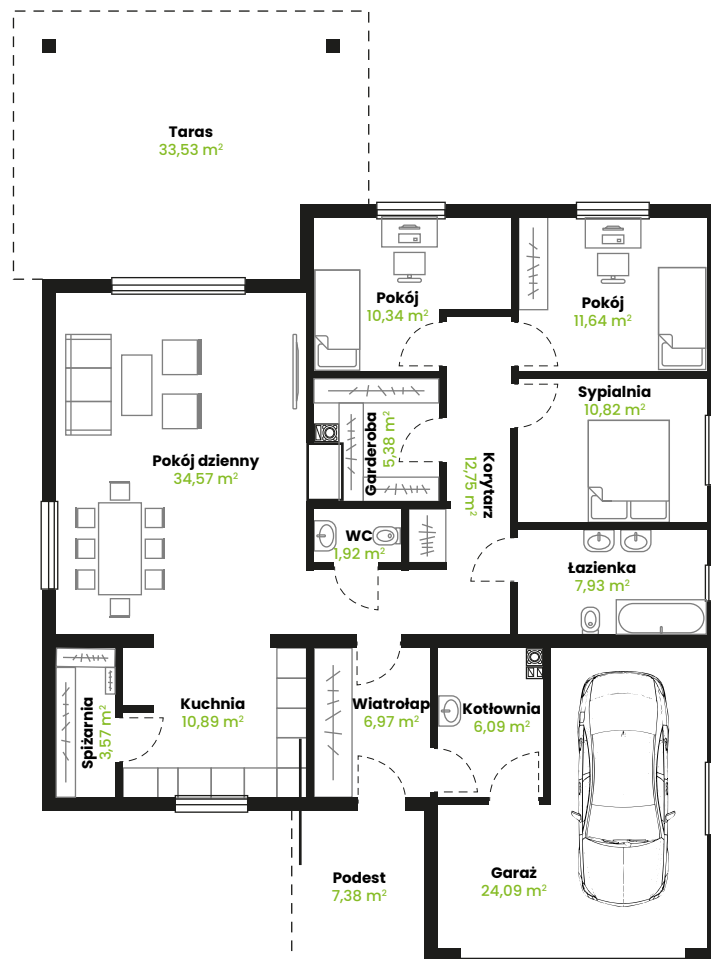 Taras
33,53 m²
Pokój
10,34 m²
Pokój
11,64 m²
Sypialnia
10,82 m²
Garderoba
5,38 m²
Pokój dzienny
34,57 m²
Korytarz
12,75 m²
WC
1,92 m²
Łazienka
7,93 m²
Spiżarnia
3,57 m²
Kuchnia
10,89 m²
Wiatrołap
6,97 m²
Kotłownia
6,09 m²
Podest
7,38 m²
Garaż
24,09 m²